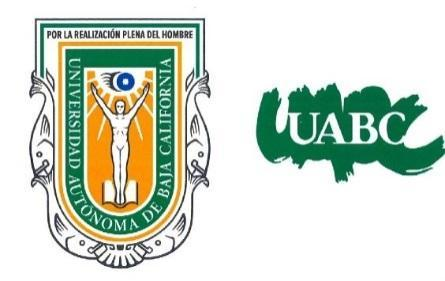 POR LA REALIZACIÓN PLENA DEL HOMBRE
UNIVERSIDAD AUTÓNOMA DE BAJA CALIFORNIA
UABC